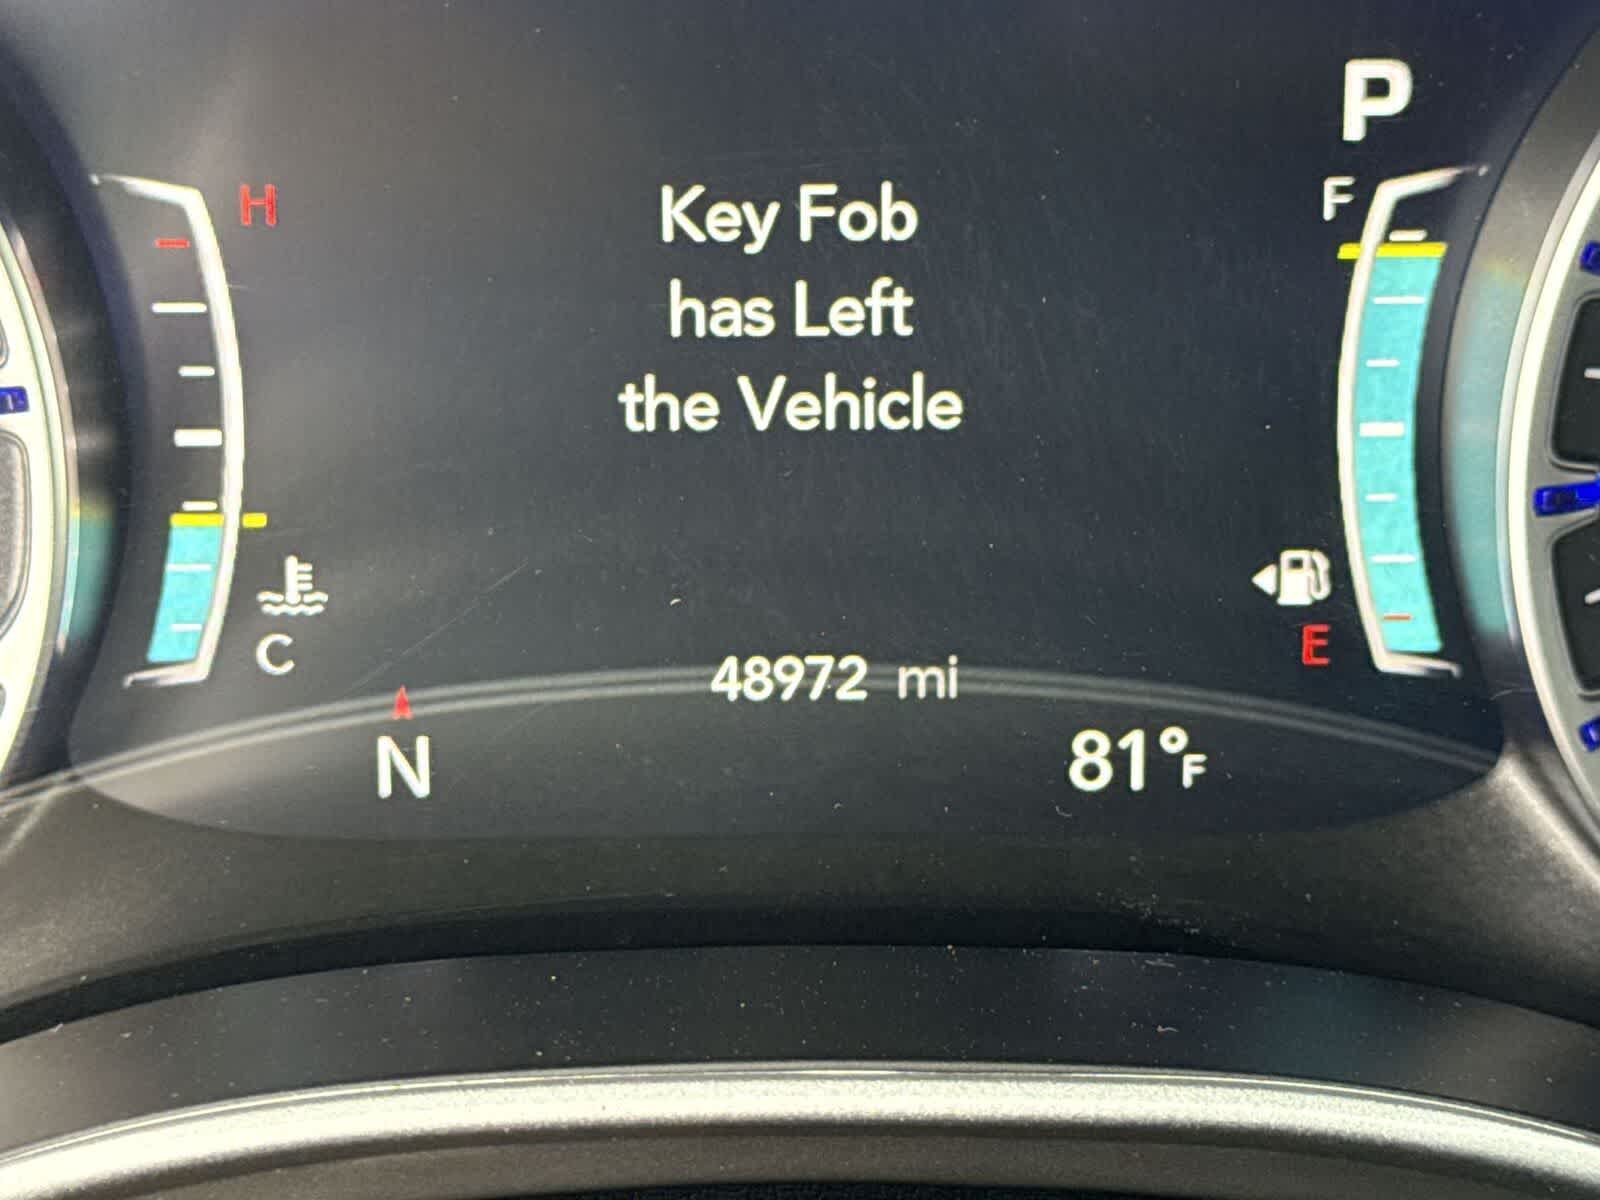 P
H
F
Key Fob
has Left
the Vehicle
C
E
48972 mi
N
81°F